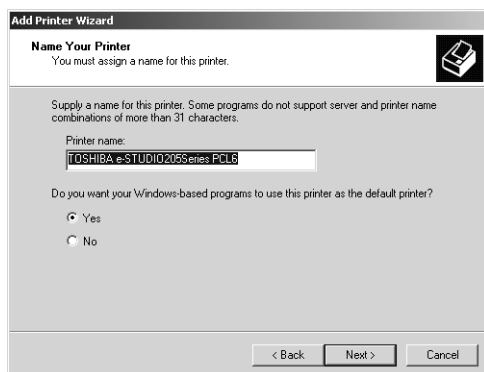 Add Printer Wizard
Name Your Printer
You must assign a name for this printer.
Supply a name for this printer. Some programs do not support server and printer name
combinations of more than 31 characters.
Printer name:
TOSHIBA e-STUDIO205Series PCL6
Do you want your Windows-based programs to use this printer as the default printer?
Yes
No
< Back
Next >
Cancel